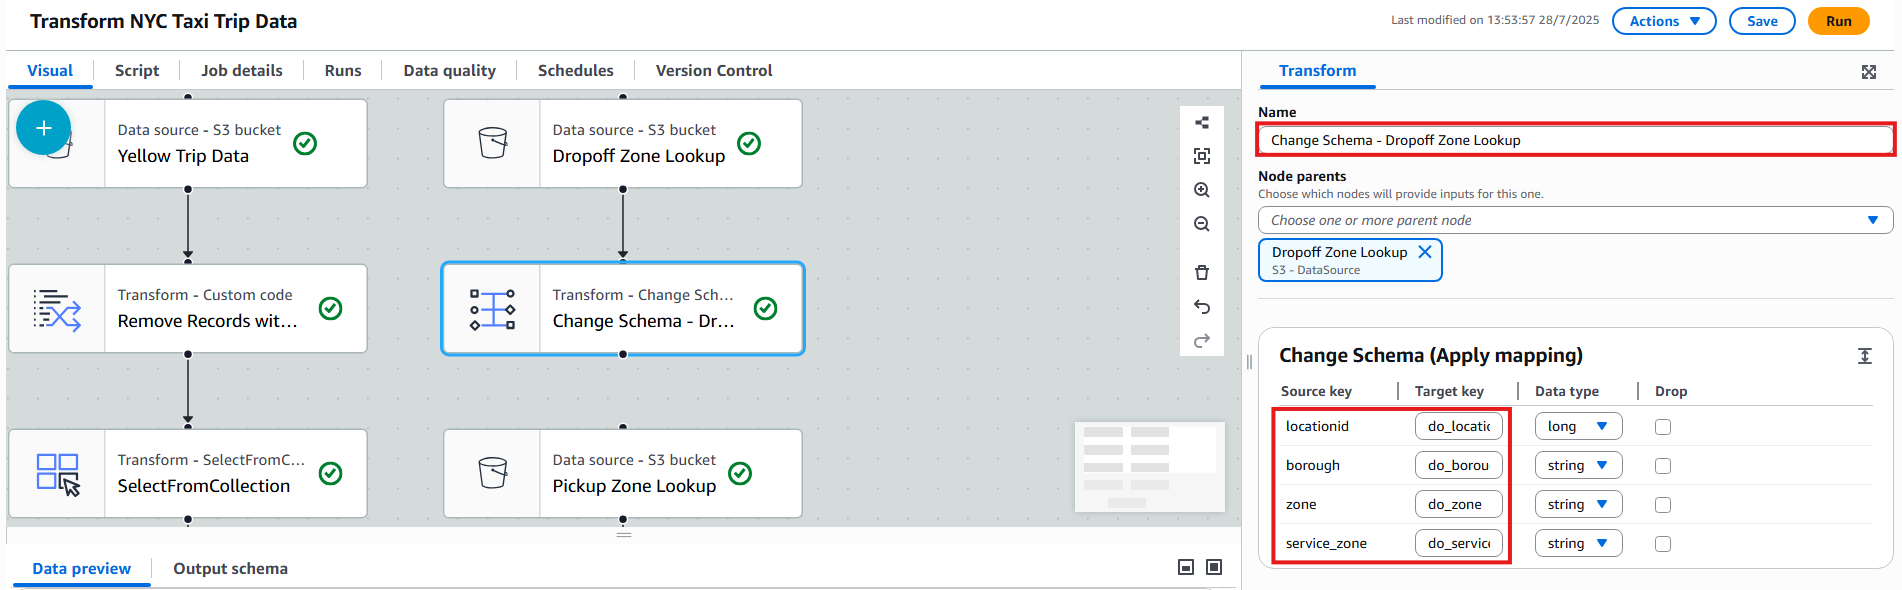 Transform NYC Taxi Trip Data
Last modified on 13:53:57 28/7/2025
Actions
Save
Run
Visual
Script
Job details
Runs
Data quality
Schedules
Version Control
Data source - S3 bucket
Yellow Trip Data
Data source - S3 bucket
Dropoff Zone Lookup
Transform - Custom code
Remove Records wit...
Transform - Change Sch...
Change Schema - Dr...
Transform - SelectFromC...
SelectFromCollection
Data source - S3 bucket
Pickup Zone Lookup
Data preview
Output schema
Transform
Name
Change Schema - Dropoff Zone Lookup
Node parents
Choose which nodes will provide inputs for this one.
Choose one or more parent node
Dropoff Zone Lookup
S3 - DataSource
Change Schema (Apply mapping)
Source key Target key Data type Drop
locationid do_locatic long
borough do_borou string
zone do_zone string
service_zone do_service string